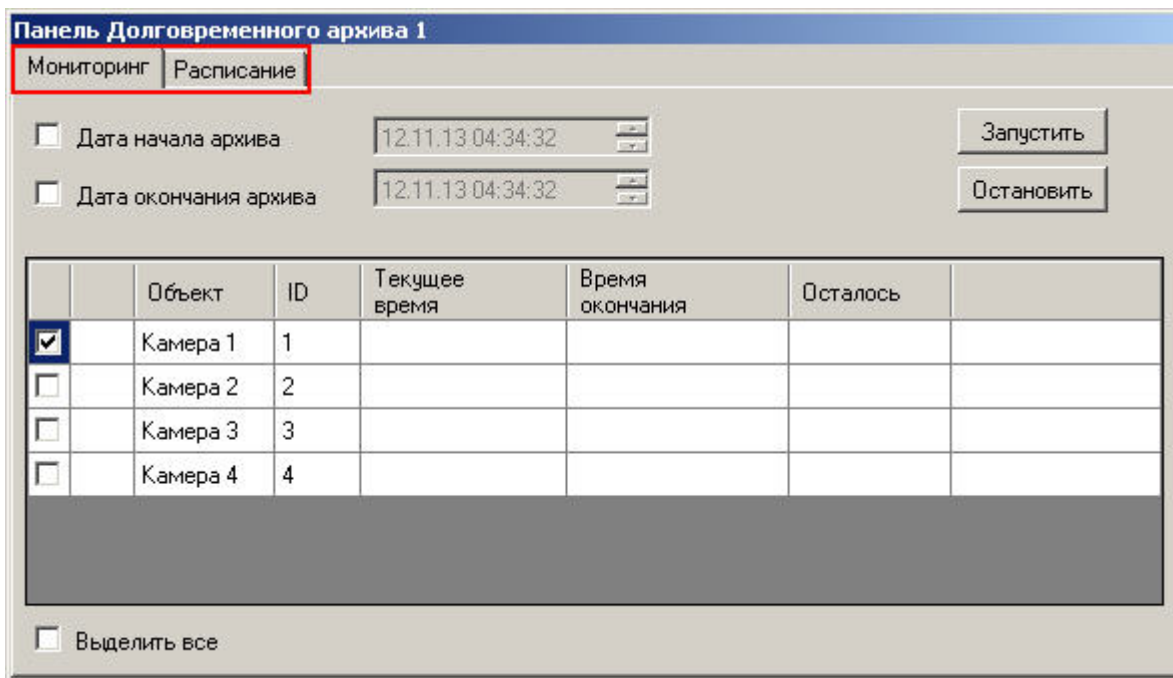 Панель Долговременного архива 1
Мониторинг Расписание
Дата начала архива 12.11.13 04:34:32 Запустить
Дата окончания архива 12.11.13 04:34:32 Остановить
Объект ID Текущее время Время окончания Осталось
Камера 1 1
Камера 2 2
Камера 3 3
Камера 4 4
Выделить все